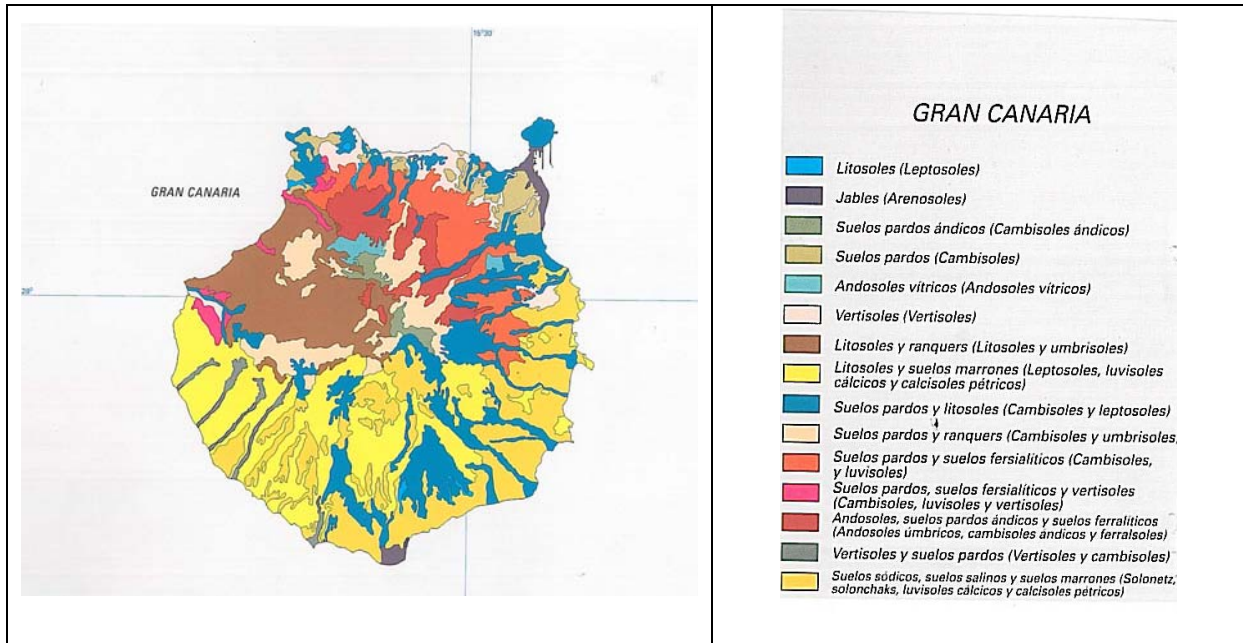 15°30'
GRAN CANARIA
28°
GRAN CANARIA
Litosoles (Leptosoles)
Jables (Arenosoles)
Suelos pardos ándicos (Cambisoles ándicos)
Suelos pardos (Cambisoles)
Andosoles vítricos (Andosoles vítricos)
Vertisoles (Vertisoles)
Litosoles y ranquers (Litosoles y umbrisoles)
Litosoles y suelos marrones (Leptosoles, luvisoles
cálcicos y calcisoles pétricos)
Suelos pardos y litosoles (Cambisoles y leptosoles)
Suelos pardos y ranquers (Cambisoles y umbrisoles,
Suelos pardos y suelos fersialíticos (Cambisoles,
y luvisoles)
Suelos pardos, suelos fersialíticos y vertisoles
(Cambisoles, luvisoles y vertisoles)
Andosoles, suelos pardos ándicos y suelos ferralíticos
(Andosoles úmbricos, cambisoles ándicos y ferralsoles)
Vertisoles y suelos pardos (Vertisoles y cambisoles)
Suelos sódicos, suelos salinos y suelos marrones (Solonetz,
solonchaks, luvisoles cálcicos y calcisoles pétricos)